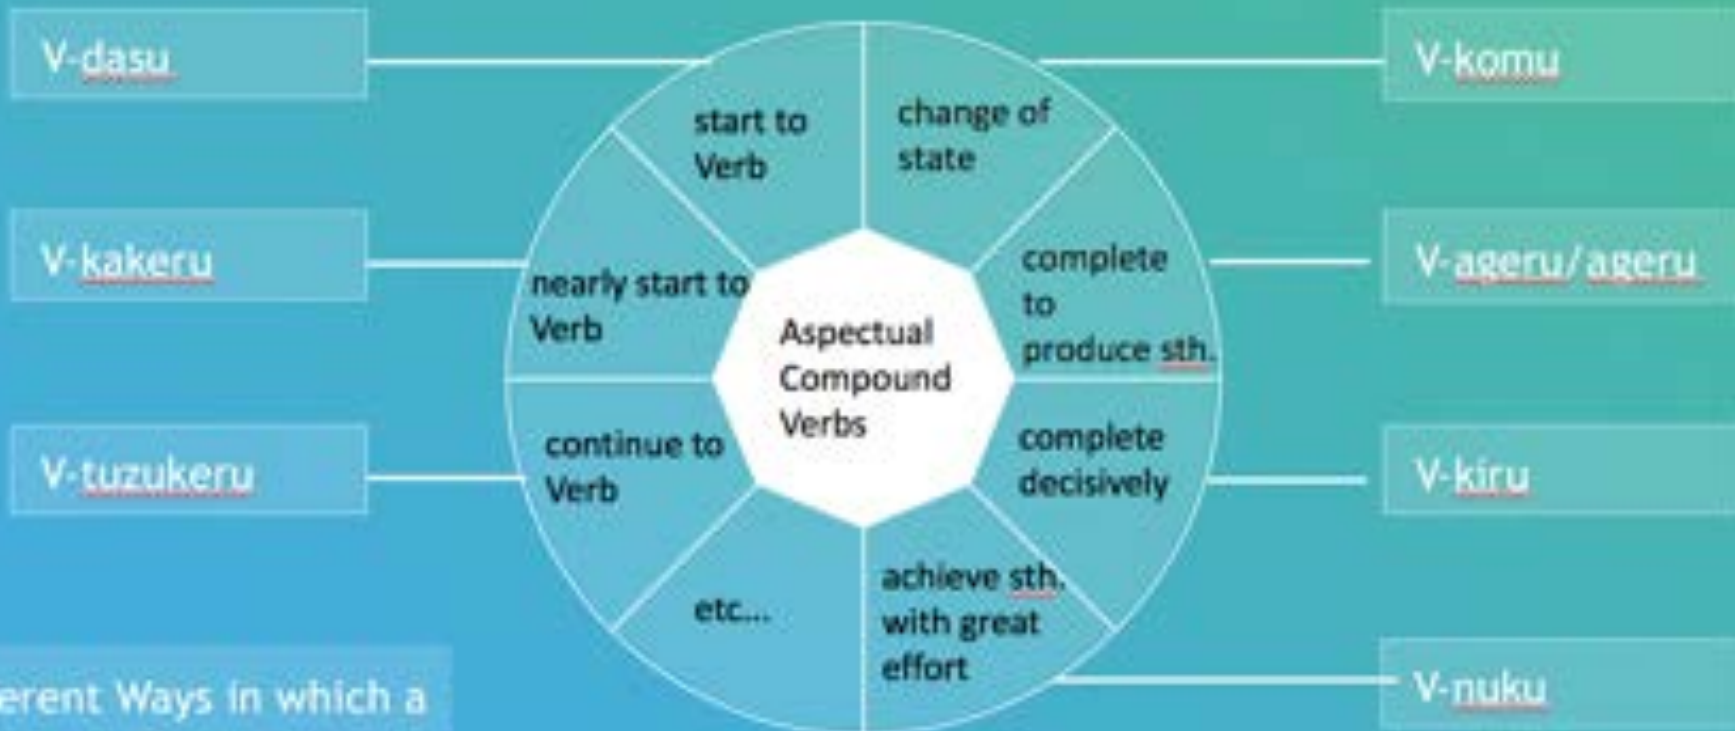 V-dasu
V-kakeru
V-tuzukeru
start to
Verb
change of
state
nearly start to
Verb
complete
to
produce sth.
Aspectual
Compound
Verbs
continue to
Verb
complete
decisively
etc...
achieve sth.
with great
effort
V-komu
V-ageru/ageru
V-kiru
V-nuku
erent Ways in which a